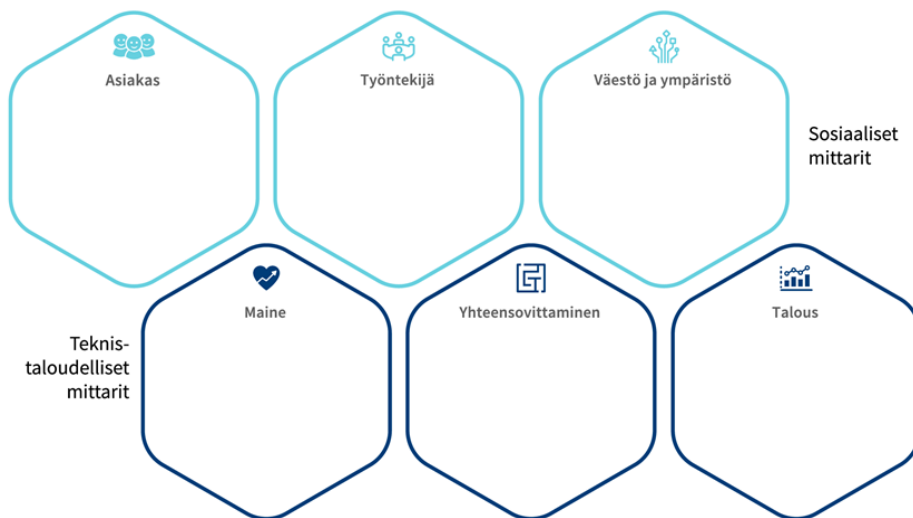 Asiakas
Työntekijä
Väestö ja ympäristö
Sosiaaliset
mittarit
Maine
Yhteensovittaminen
Talous
Teknis-
taloudelliset
mittarit